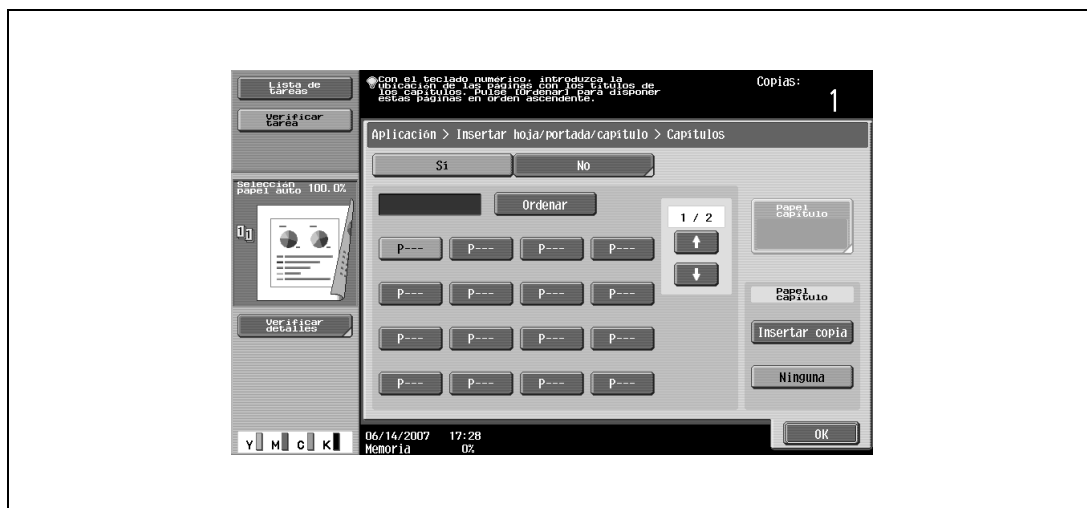 Lista de
tareas
Verificar
tarea
Selección
papel auto 100.0%
Verificar
detalles
Y M C K
Con el teclado numérico, introduzca la
ubicación de las páginas con los títulos de
los capítulos. Pulse [Ordenar] para disponer
estas páginas en orden ascendente.
Copias:
1
Aplicación > Insertar hoja/portada/capítulo > Capítulos
Sí No
Ordenar
1 / 2
P--- P--- P--- P---
P--- P--- P--- P---
P--- P--- P--- P---
P--- P--- P--- P---
Papel
capítulo
Papel
capítulo
Insertar copia
Ninguna
06/14/2007 17:28
Memoria 0%
OK